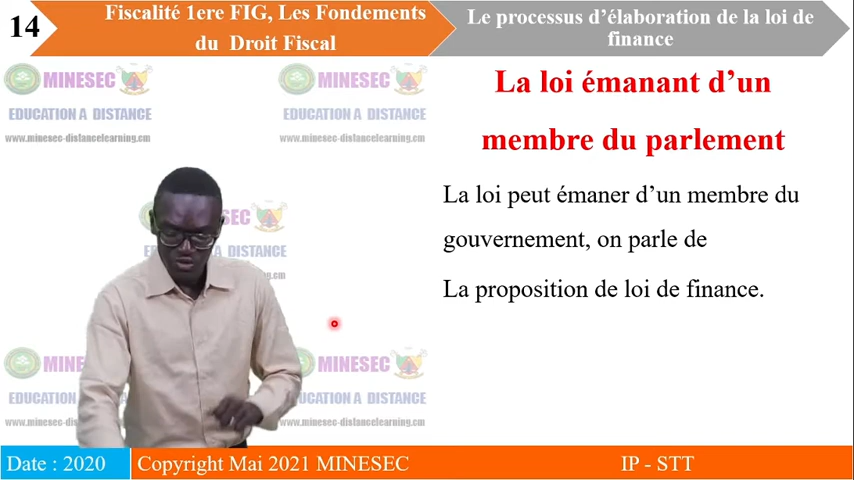 14
Fiscalité 1ere FIG, Les Fondements
du Droit Fiscal
Le processus d’élaboration de la loi de
finance
MINESEC
EDUCATION A DISTANCE
www.minesec-distancelearning.cm
MINESEC
EDUCATION A DISTANCE
www.minesec-distancelearning.cm
La loi émanant d’un
membre du parlement
La loi peut émaner d’un membre du
gouvernement, on parle de
La proposition de loi de finance.
SEC
DISTANCE
MINESEC
EDUCATION A DISTANCE
www.minesec-distancelearning.cm
Date : 2020
Copyright Mai 2021 MINESEC
IP - STT